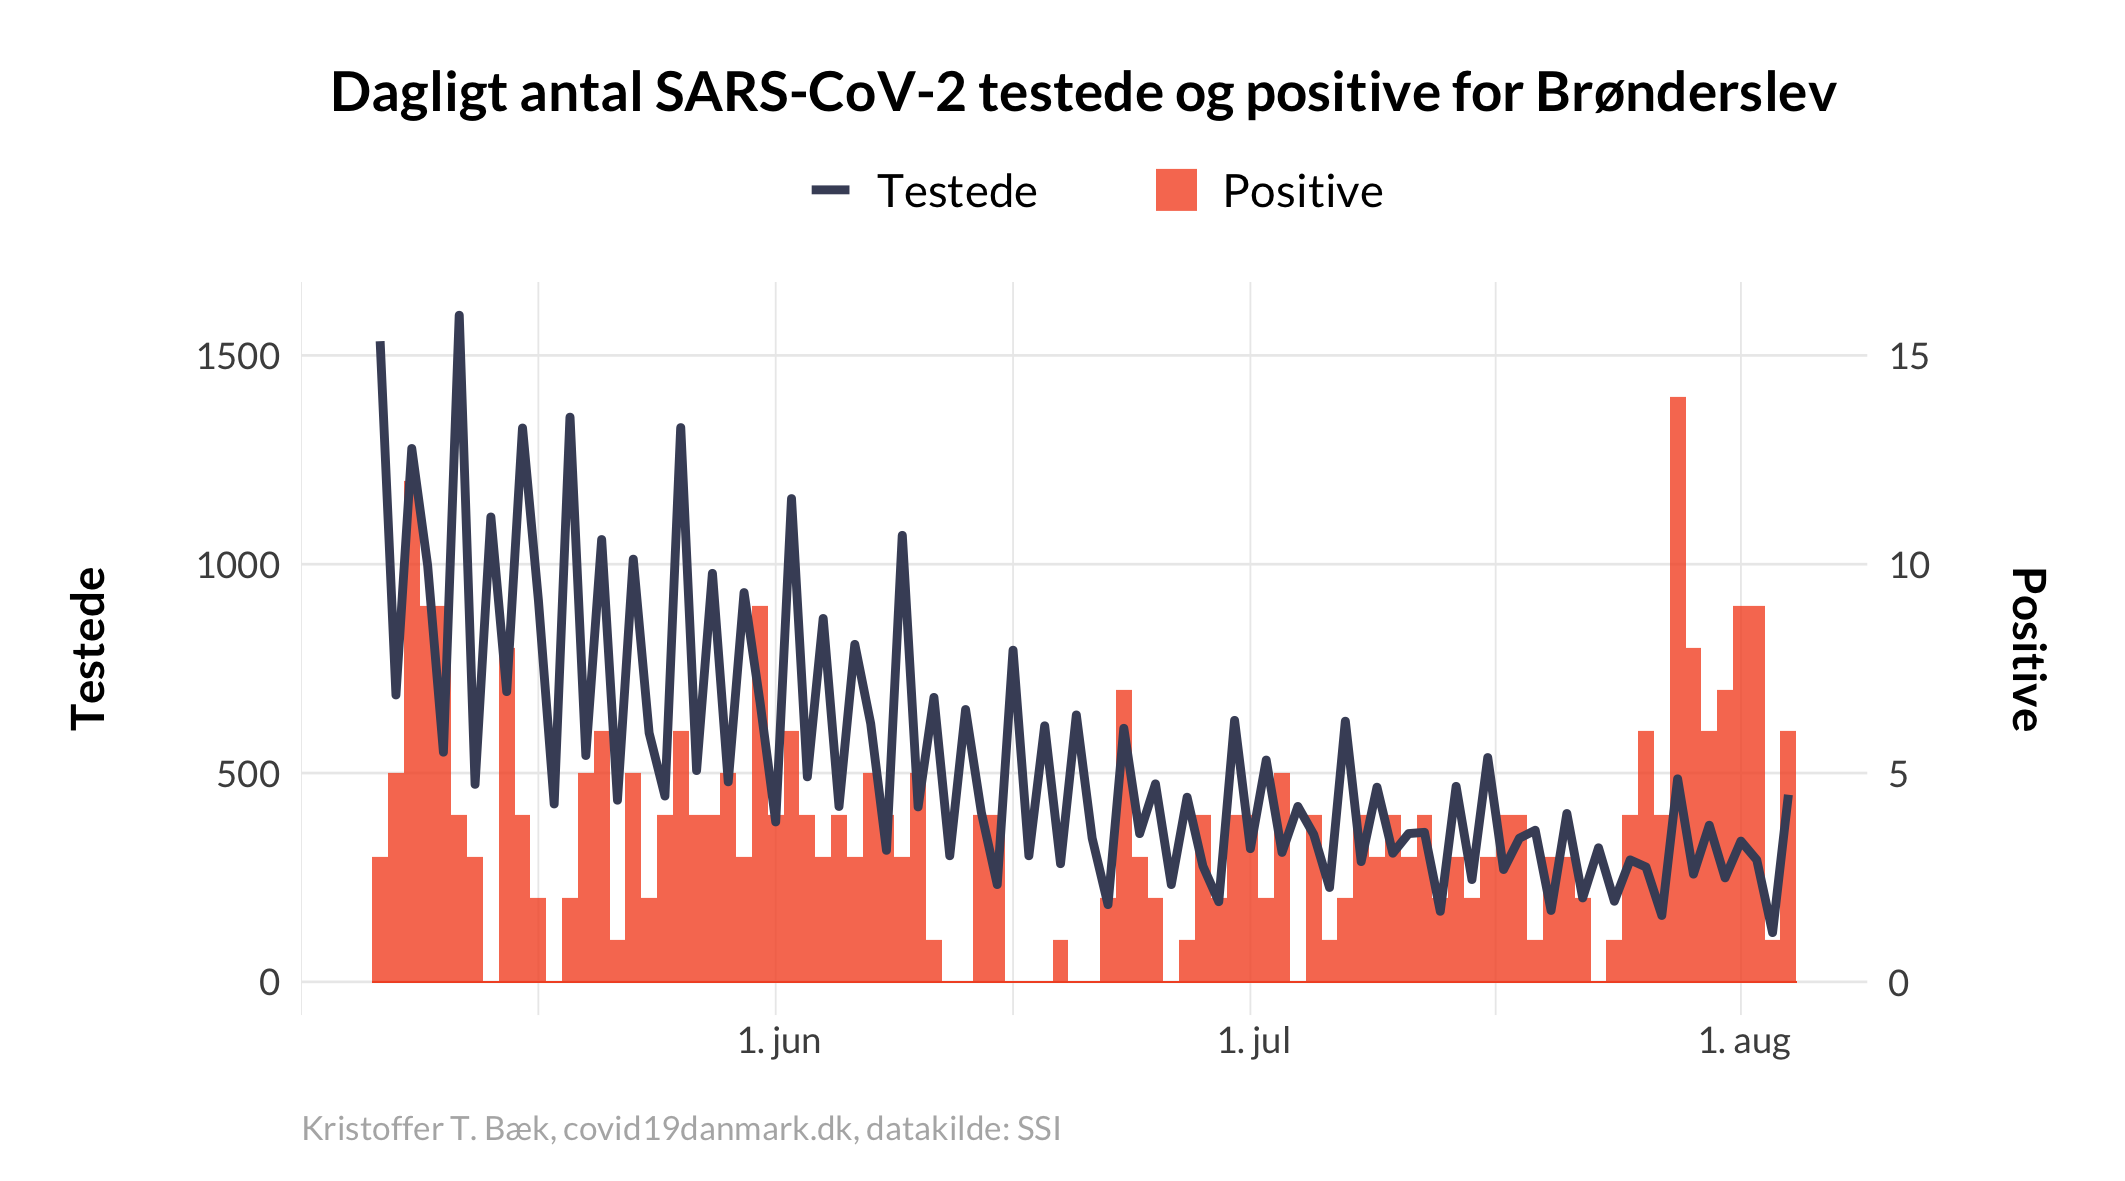 Dagligt antal SARS-CoV-2 testede og positive for Brønderslev
Testede
Positive
1500
1000
500
0
15
10
5
0
Testede
Positive
1. jun
1. jul
1. aug
Kristoffer T. Bæk, covid19danmark.dk, datakilde: SSI